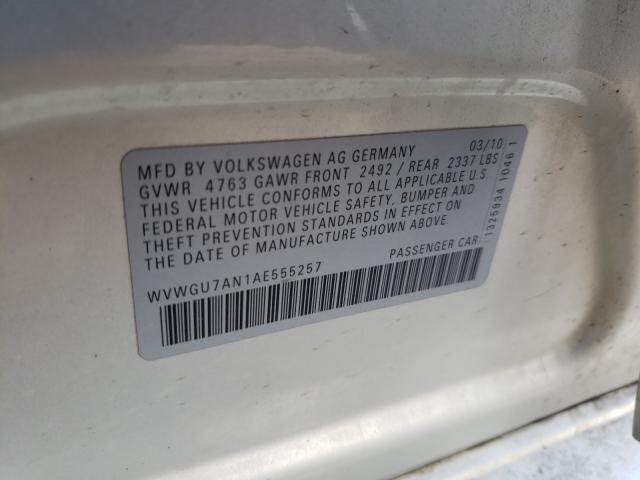 MFD BY VOLKSWAGEN AG GERMANY 03/10
GVWR 4763 GAWR FRONT 2492 / REAR 2337 LBS
THIS VEHICLE CONFORMS TO ALL APPLICABLE U.S.
FEDERAL MOTOR VEHICLE SAFETY, BUMPER AND
THEFT PREVENTION STANDARDS IN EFFECT ON
THE DATE OF MANUFACTURE SHOWN ABOVE.
WVWGU7AN1AE555257 PASSENGER CAR
1325934 1046 1